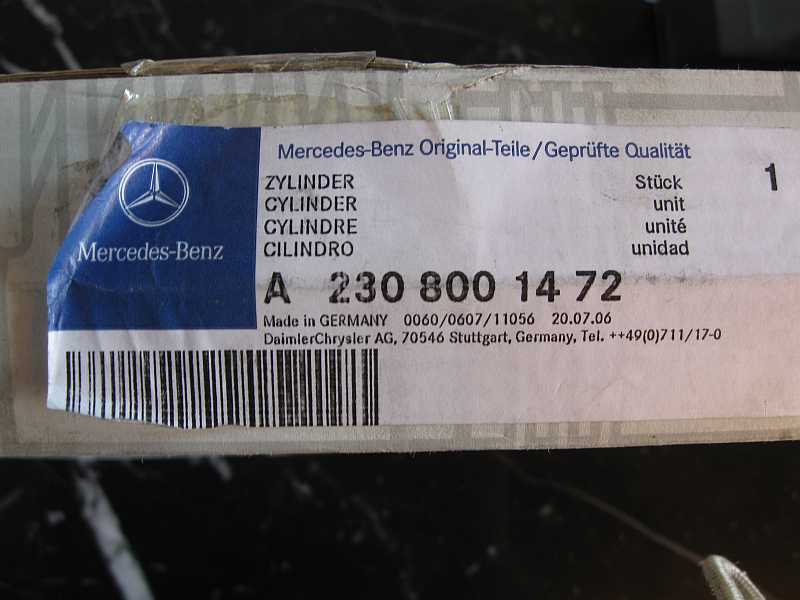 Mercedes-Benz Original-Teile/Geprüfte Qualität
ZYLINDER Stück 1
CYLINDER unit
CYLINDRE unité
CILINDRO unidad
Mercedes-Benz
A 230 800 14 72
Made in GERMANY 0060/0607/11056 20.07.06
DaimlerChrysler AG, 70546 Stuttgart, Germany, Tel. ++49(0)711/17-0